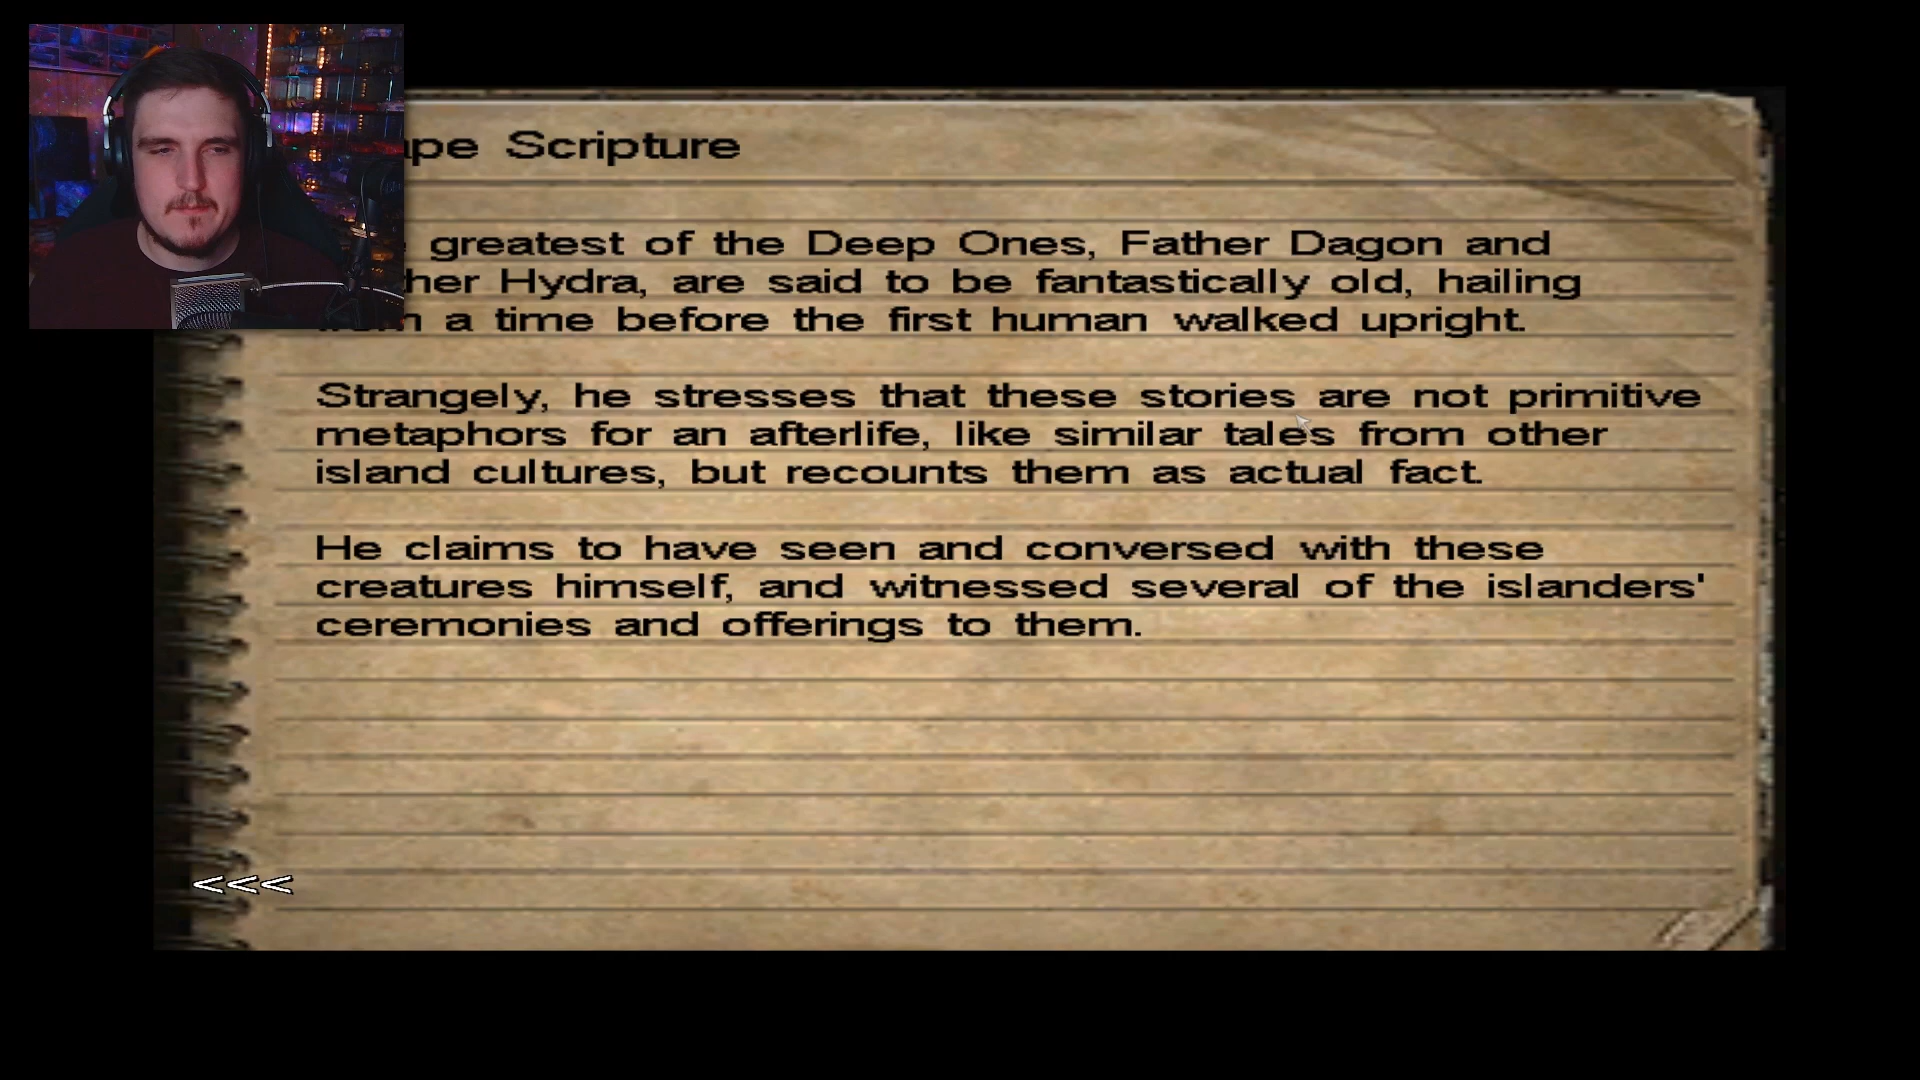 Scripture
greatest of the Deep Ones, Father Dagon and
Hydra, are said to be fantastically old, hailing
a time before the first human walked upright.
Strangely, he stresses that these stories are not primitive
metaphors for an afterlife, like similar tales from other
island cultures, but recounts them as actual fact.
He claims to have seen and conversed with these
creatures himself, and witnessed several of the islanders'
ceremonies and offerings to them.
<<<